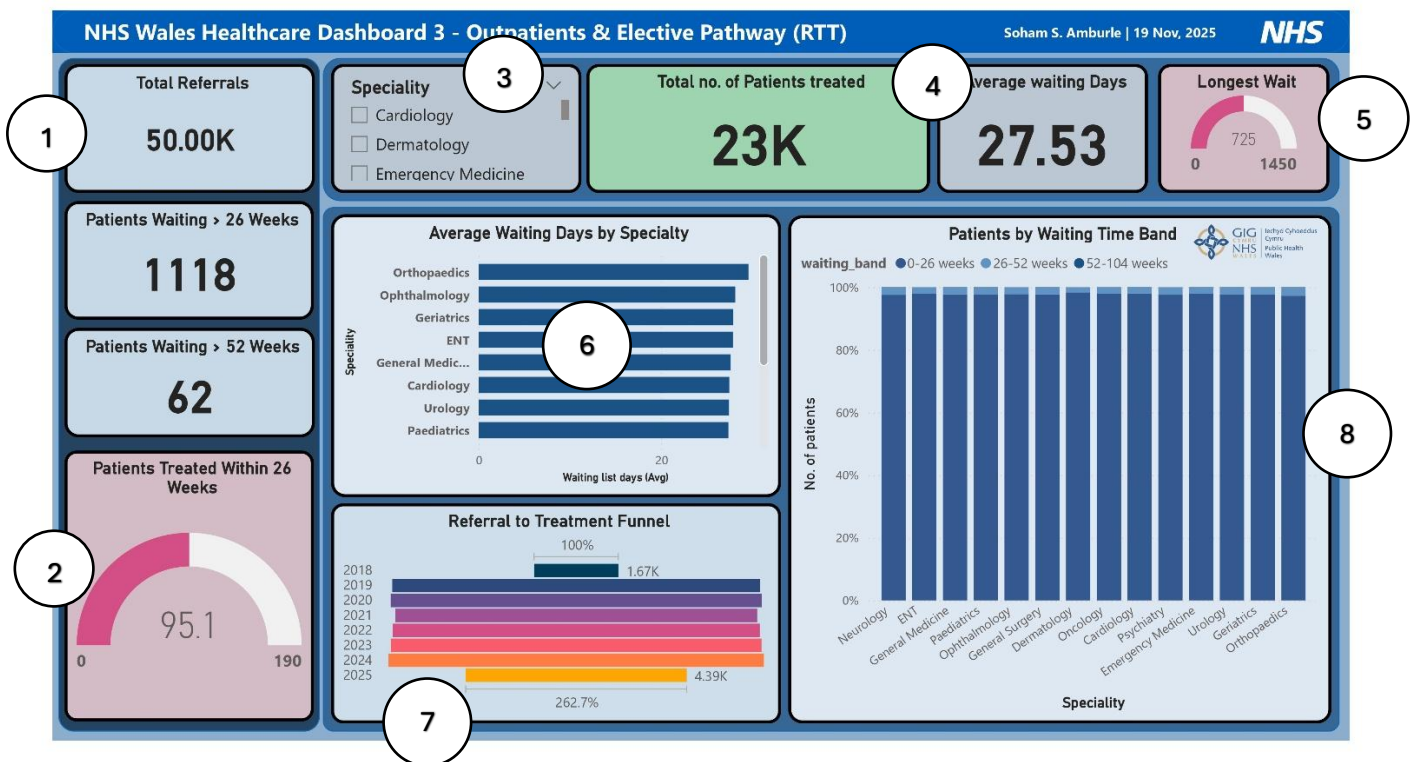 NHS Wales Healthcare Dashboard 3 - Outpatients & Elective Pathway (RTT)
Soham S. Amburle | 19 Nov, 2025
NHS
1
Total Referrals
50.00K
Patients Waiting > 26 Weeks
1118
Patients Waiting > 52 Weeks
62
Patients Treated Within 26
Weeks
2
95.1
0
190
3
Speciality
Cardiology
Dermatology
Emergency Medicine
Total no. of Patients treated
23K
4
Average waiting Days
27.53
Longest Wait
725
0
1450
5
Average Waiting Days by Specialty
Speciality
Orthopaedics
Ophthalmology
Geriatrics
ENT
General Medic...
Cardiology
Urology
Paediatrics
6
0
20
Waiting list days (Avg)
Referral to Treatment Funnel
100%
2018
1.67K
2019
2020
2021
2022
2023
2024
2025
4.39K
262.7%
7
Patients by Waiting Time Band
GIG
CYMRU
NHS
WALES
Iechyd Cyhoeddus
Cymru
Public Health
Wales
waiting_band
0-26 weeks
26-52 weeks
52-104 weeks
No. of patients
100%
80%
60%
40%
20%
0%
8
Neurology
ENT
General Medicine
Paediatrics
Ophthalmology
General Surgery
Dermatology
Oncology
Cardiology
Psychiatry
Emergency Medicine
Urology
Geriatrics
Orthopaedics
Speciality